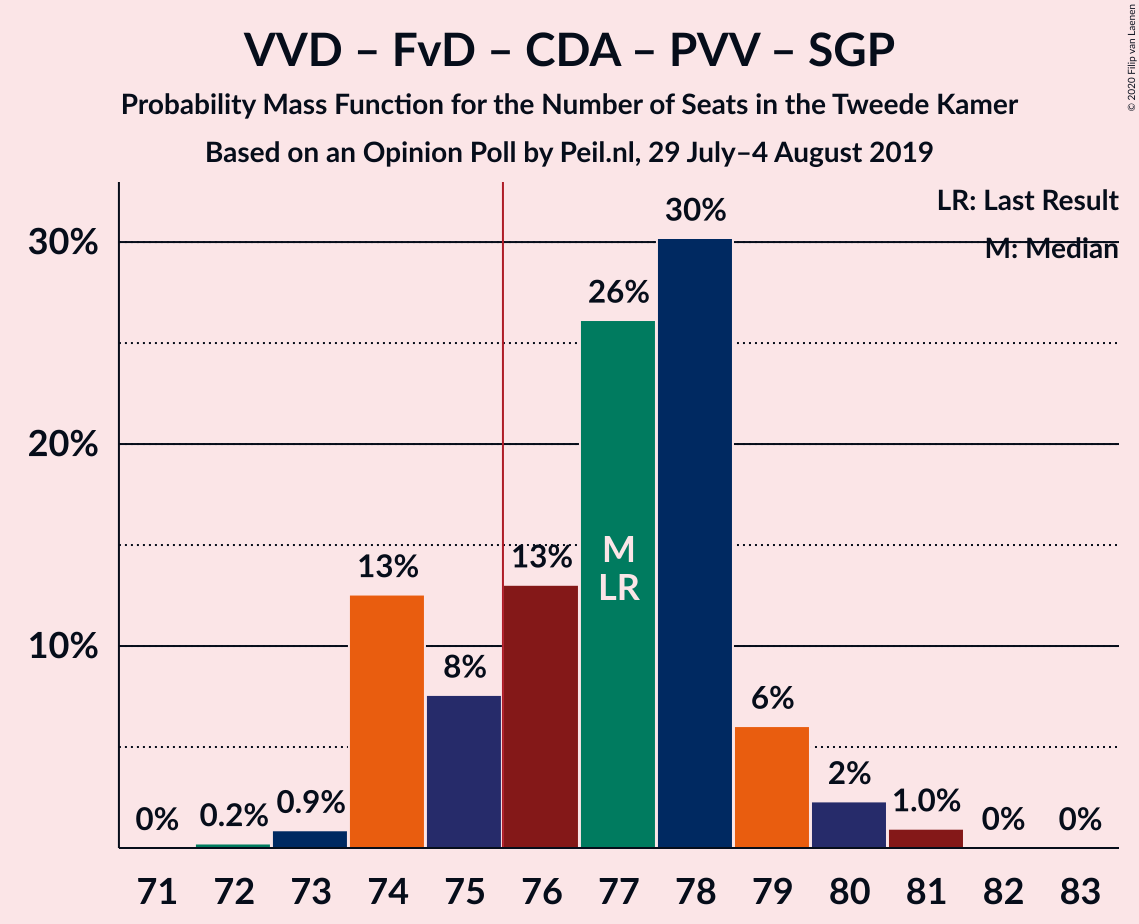 VVD – FvD – CDA – PVV – SGP
Probability Mass Function for the Number of Seats in the Tweede Kamer
Based on an Opinion Poll by Peil.nl, 29 July–4 August 2019
© 2020 Filip van Laenen
LR: Last Result
M: Median
30%
20%
10%
0%
0.2%
0.9%
13%
8%
13%
26%
30%
6%
2%
1.0%
0%
0%
M
LR
71 72 73 74 75 76 77 78 79 80 81 82 83